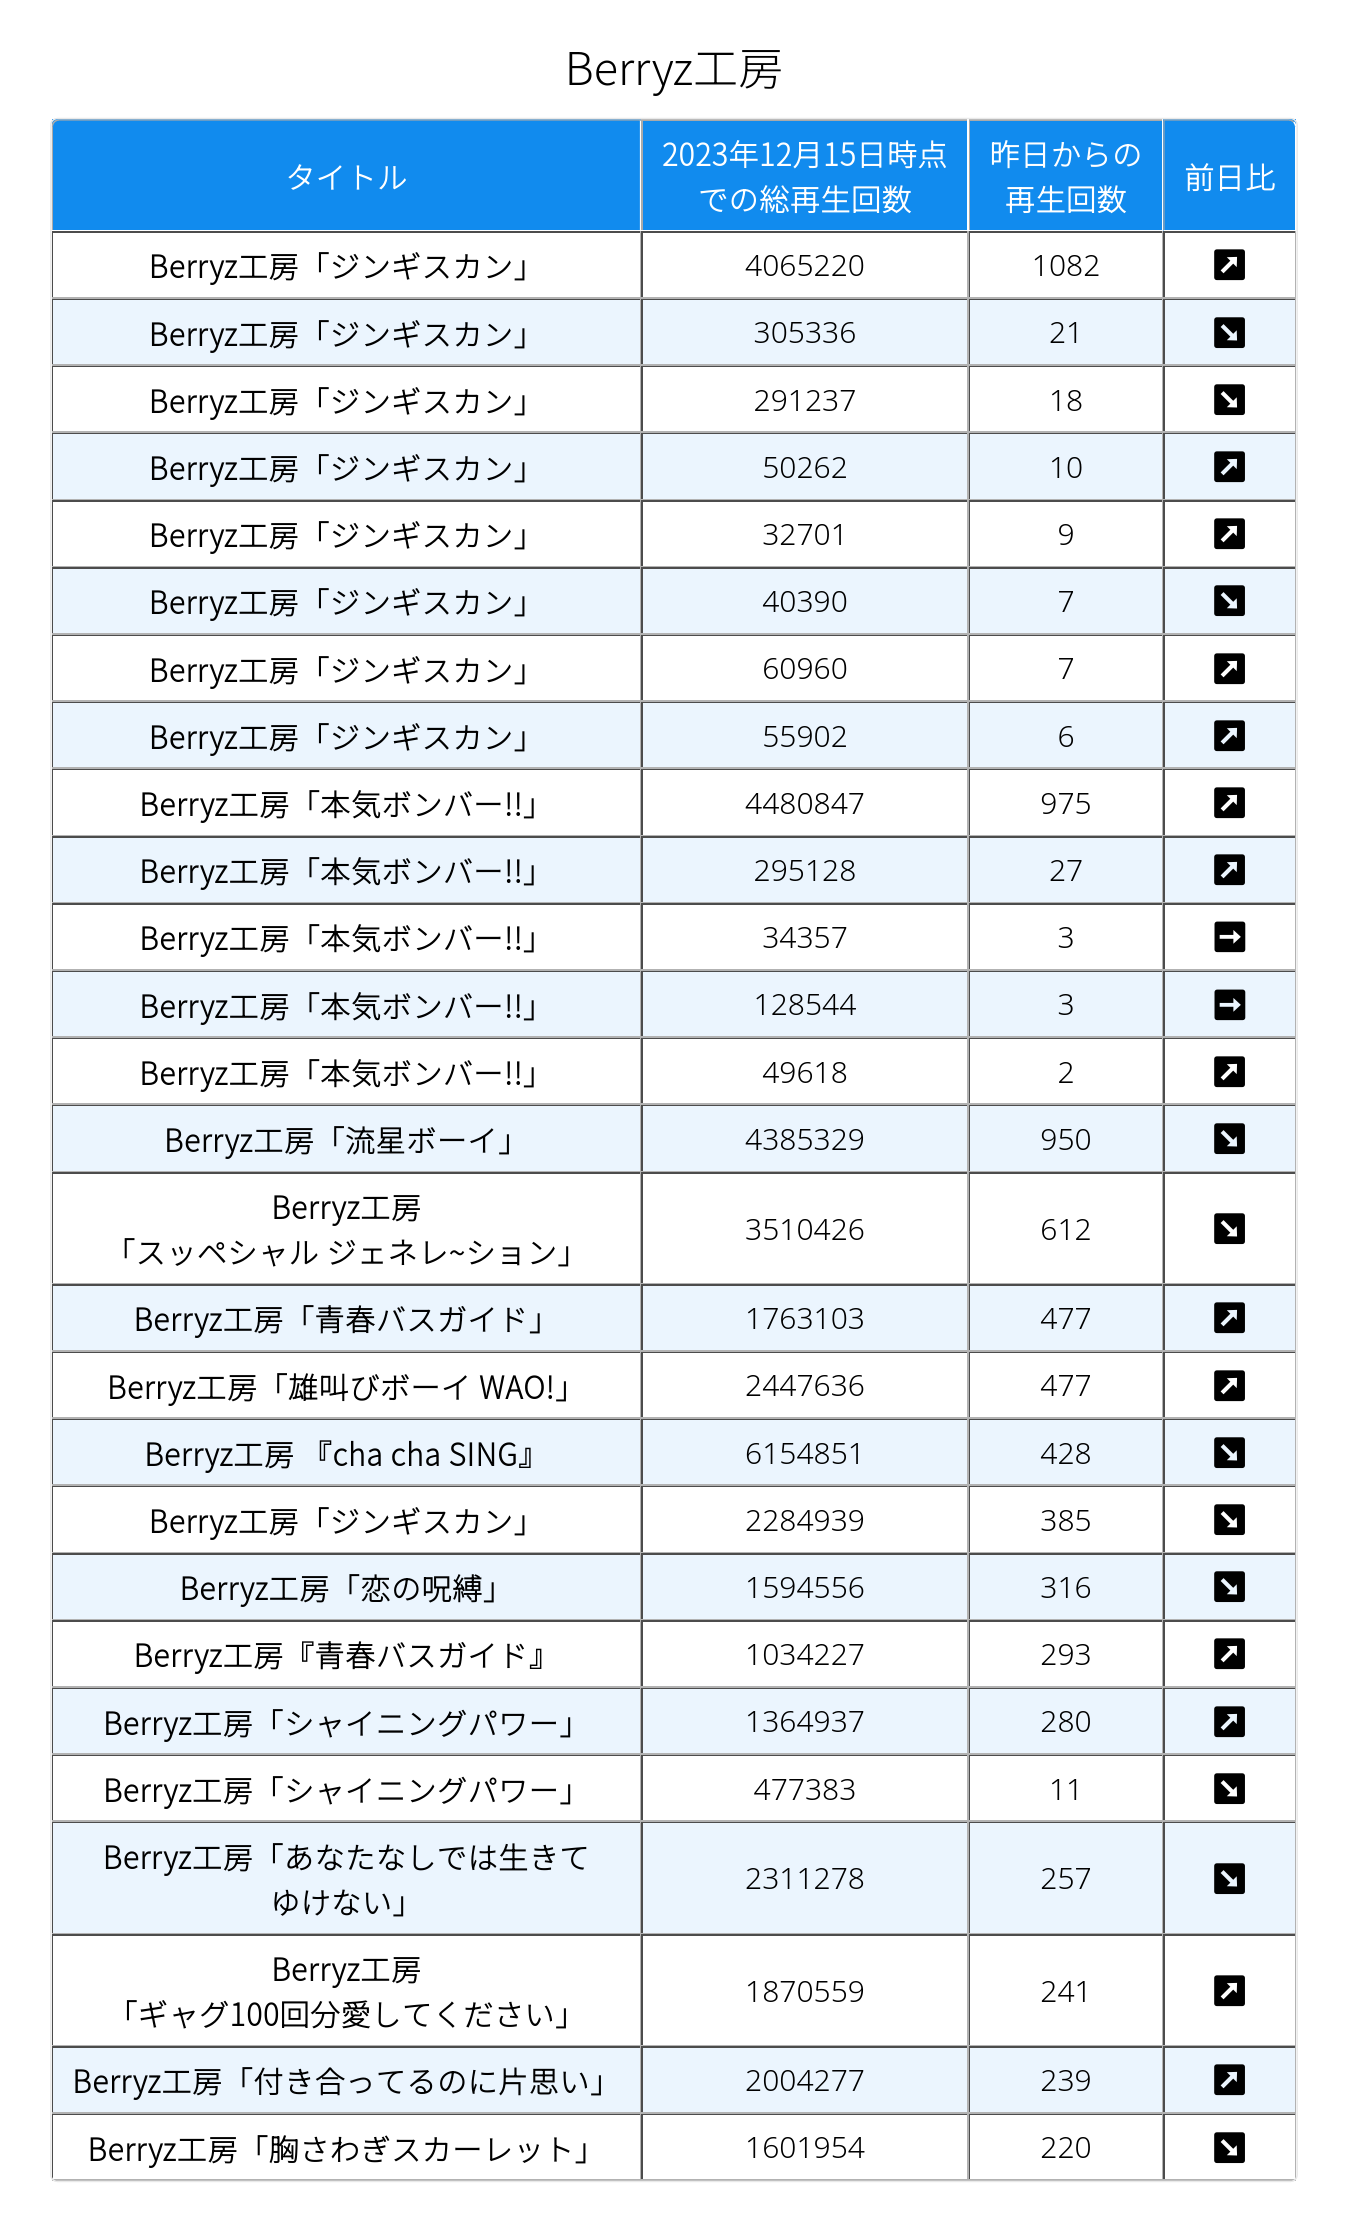 Berryz工房
タイトル
2023年12月15日時点
での総再生回数
昨日からの
再生回数
前日比
Berryz工房「ジンギスカン」 4065220 1082 ↗
Berryz工房「ジンギスカン」 305336 21 ↘
Berryz工房「ジンギスカン」 291237 18 ↘
Berryz工房「ジンギスカン」 50262 10 ↗
Berryz工房「ジンギスカン」 32701 9 ↗
Berryz工房「ジンギスカン」 40390 7 ↘
Berryz工房「ジンギスカン」 60960 7 ↗
Berryz工房「ジンギスカン」 55902 6 ↗
Berryz工房「本気ボンバー!!」 4480847 975 ↗
Berryz工房「本気ボンバー!!」 295128 27 ↗
Berryz工房「本気ボンバー!!」 34357 3 →
Berryz工房「本気ボンバー!!」 128544 3 →
Berryz工房「本気ボンバー!!」 49618 2 ↗
Berryz工房「流星ボーイ」 4385329 950 ↘
Berryz工房
「スッペシャル ジェネレ~ション」 3510426 612 ↘
Berryz工房「青春バスガイド」 1763103 477 ↗
Berryz工房「雄叫びボーイ WAO!」 2447636 477 ↗
Berryz工房 『cha cha SING』 6154851 428 ↘
Berryz工房「ジンギスカン」 2284939 385 ↘
Berryz工房「恋の呪縛」 1594556 316 ↘
Berryz工房『青春バスガイド』 1034227 293 ↗
Berryz工房「シャイニングパワー」 1364937 280 ↗
Berryz工房「シャイニングパワー」 477383 11 ↘
Berryz工房「あなたなしでは生きて
ゆけない」 2311278 257 ↘
Berryz工房
「ギャグ100回分愛してください」 1870559 241 ↗
Berryz工房「付き合ってるのに片思い」 2004277 239 ↗
Berryz工房「胸さわぎスカーレット」 1601954 220 ↘